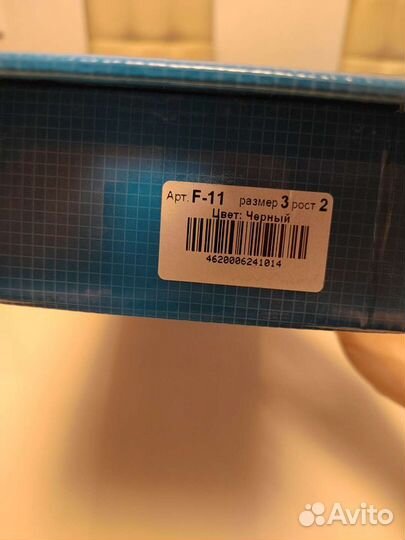 Арт. F-11 размер 3 рост 2
Цвет: Черный
4620006241014
Avito